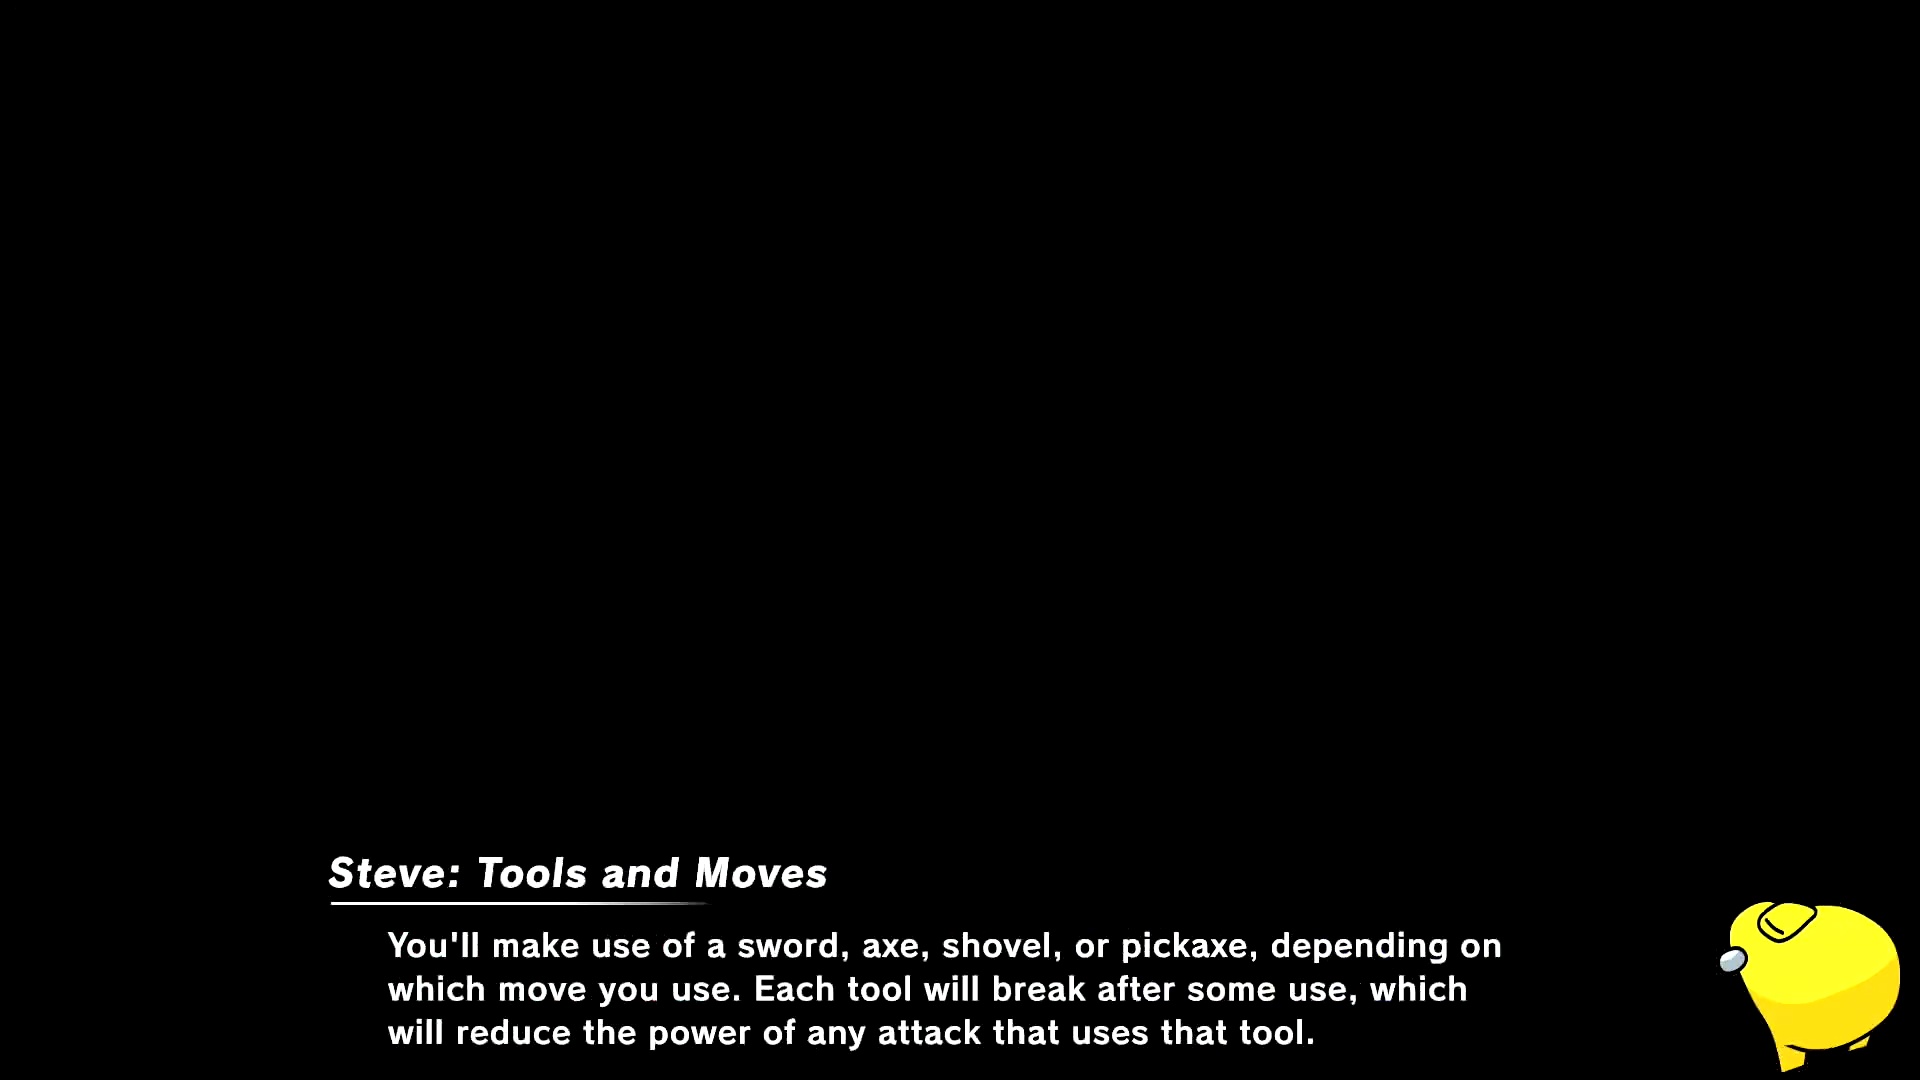 Steve: Tools and Moves
You'll make use of a sword, axe, shovel, or pickaxe, depending on
which move you use. Each tool will break after some use, which
will reduce the power of any attack that uses that tool.